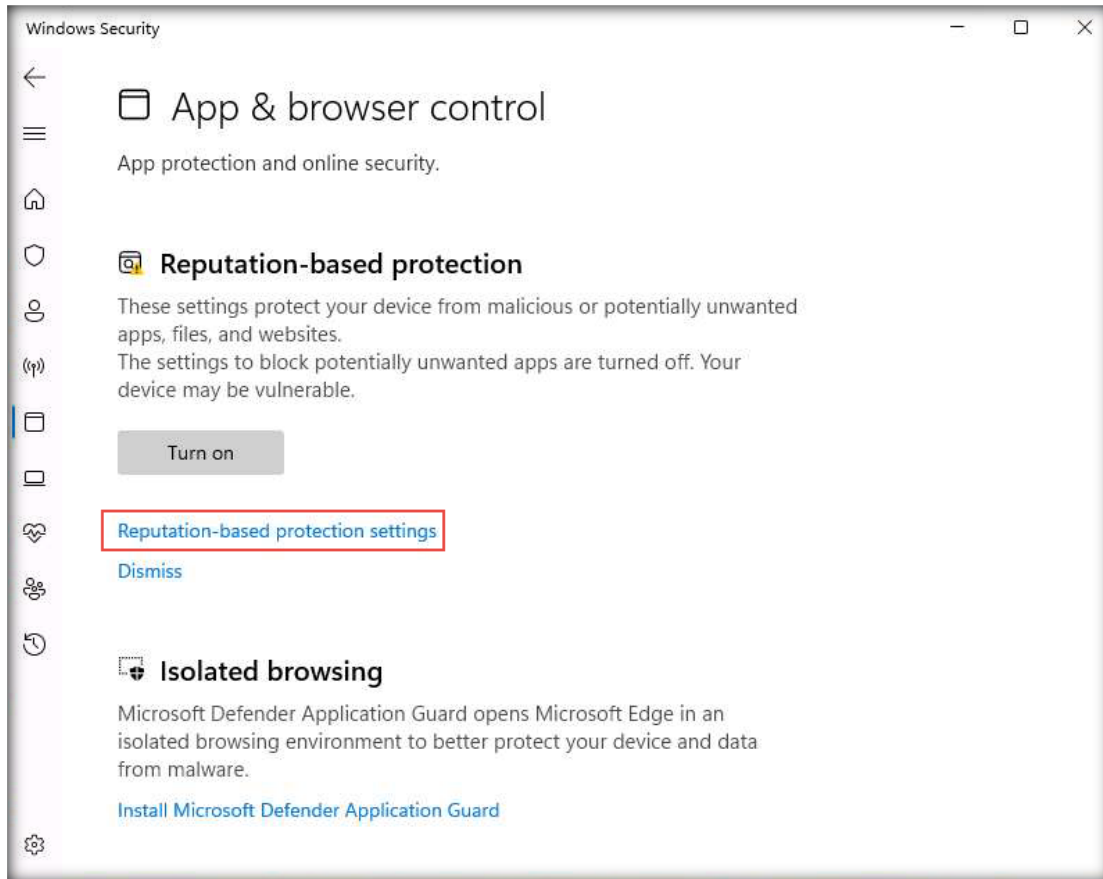 Windows Security
App & browser control
App protection and online security.
Reputation-based protection
These settings protect your device from malicious or potentially unwanted
apps, files, and websites.
The settings to block potentially unwanted apps are turned off. Your
device may be vulnerable.
Turn on
Reputation-based protection settings
Dismiss
Isolated browsing
Microsoft Defender Application Guard opens Microsoft Edge in an
isolated browsing environment to better protect your device and data
from malware.
Install Microsoft Defender Application Guard